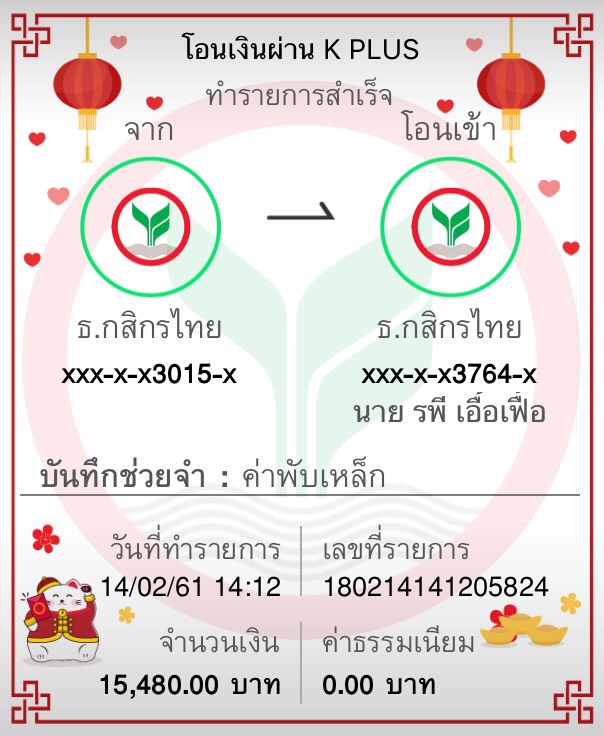 โอนเงินผ่าน K PLUS
ทำรายการสำเร็จ
จาก
โอนเข้า
ธ.กสิกรไทย
ธ.กสิกรไทย
xxx-x-x3015-x
xxx-x-x3764-x
นาย รพี เอื้อเฟื้อ
บันทึกช่วยจำ : ค่าพับเหล็ก
วันที่ทำรายการ
เลขที่รายการ
14/02/61 14:12
180214141205824
จำนวนเงิน
ค่าธรรมเนียม
15,480.00 บาท
0.00 บาท